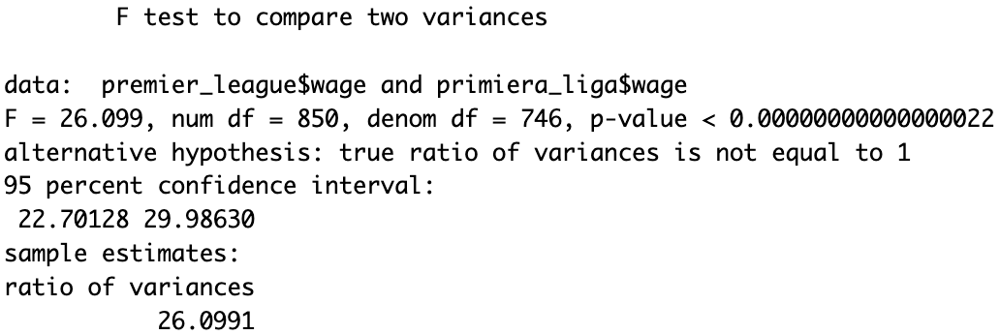 F test to compare two variances
data:  premier_league$wage and primiera_liga$wage
F = 26.099, num df = 850, denom df = 746, p-value < 0.00000000000000022
alternative hypothesis: true ratio of variances is not equal to 1
95 percent confidence interval:
22.70128 29.98630
sample estimates:
ratio of variances
26.0991